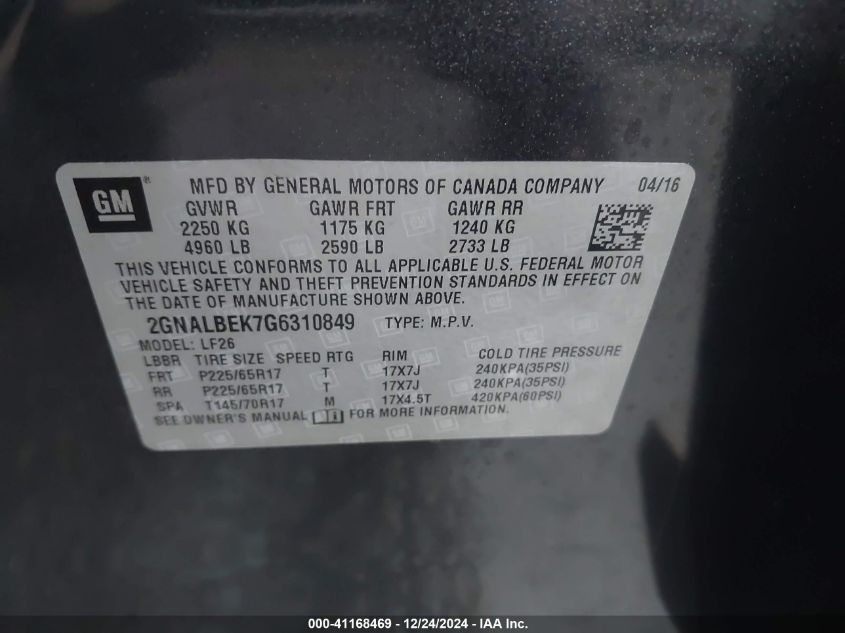 GM ® MFD BY GENERAL MOTORS OF CANADA COMPANY 04/16
GVWR GAWR FRT GAWR RR
2250 KG 1175 KG 1240 KG
4960 LB 2590 LB 2733 LB
THIS VEHICLE CONFORMS TO ALL APPLICABLE U.S. FEDERAL MOTOR
VEHICLE SAFETY AND THEFT PREVENTION STANDARDS IN EFFECT ON
THE DATE OF MANUFACTURE SHOWN ABOVE.
2GNALBEK7G6310849 TYPE: M.P.V.
MODEL: LF26
LBBR TIRE SIZE SPEED RTG RIM COLD TIRE PRESSURE
FRT P225/65R17 T 17X7J 240KPA(35PSI)
RR P225/65R17 T 17X7J 240KPA(35PSI)
SPA T145/70R17 M 17X4.5T 420KPA(60PSI)
SEE OWNER'S MANUAL FOR MORE INFORMATION.
000-41168469 - 12/24/2024 - IAA Inc.